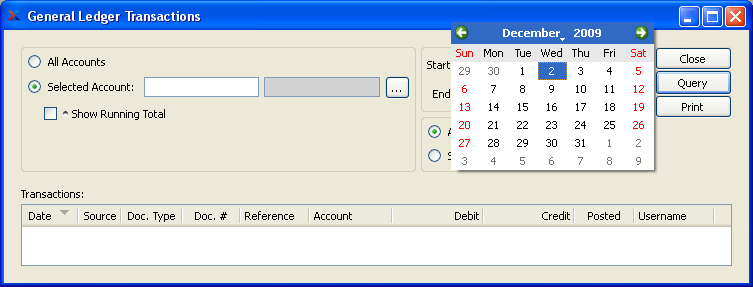 General Ledger Transactions
All Accounts
Selected Account:
...
^ Show Running Total
Start
End
A
S
December, 2009
Sun Mon Tue Wed Thu Fri Sat
29 30 1 2 3 4 5
6 7 8 9 10 11 12
13 14 15 16 17 18 19
20 21 22 23 24 25 26
27 28 29 30 31 1 2
3 4 5 6 7 8 9
Close
Query
Print
Transactions:
Date Source Doc. Type Doc. # Reference Account Debit Credit Posted Username